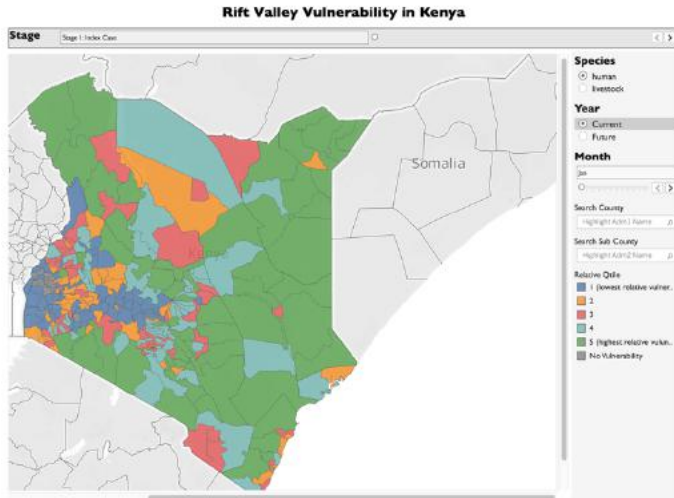 Rift Valley Vulnerability in Kenya
Stage
Stage 1: Index Case
Species
human
livestock
Year
Current
Future
Month
Jan
Search County
Highlight Adm1 Name
Search Sub County
Highlight Adm2 Name
Relative Qtile
1 (lowest relative vulner..
2
3
4
5 (highest relative vulun..
No Vulnerability
Somalia